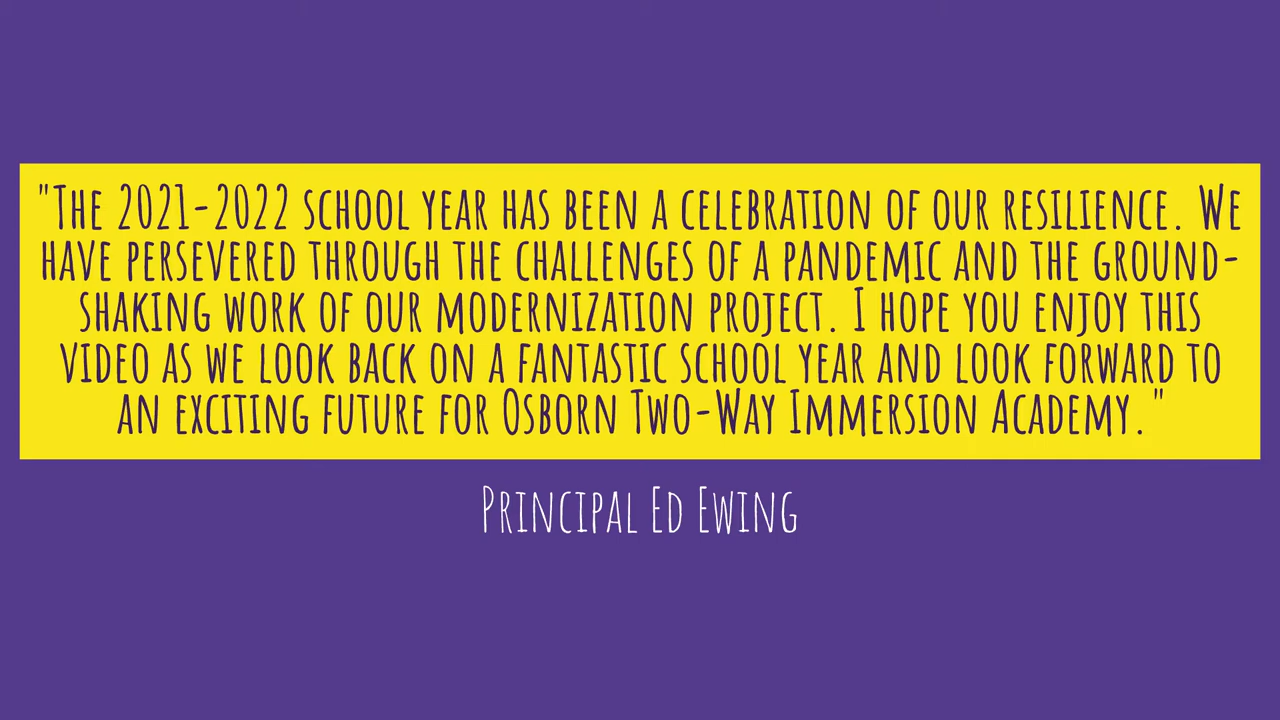 "The 2021-2022 school year has been a celebration of our resilience. We
have persevered through the challenges of a pandemic and the ground-
shaking work of our modernization project. I hope you enjoy this
video as we look back on a fantastic school year and look forward to
an exciting future for Osborn Two-Way Immersion Academy."
Principal Ed Ewing